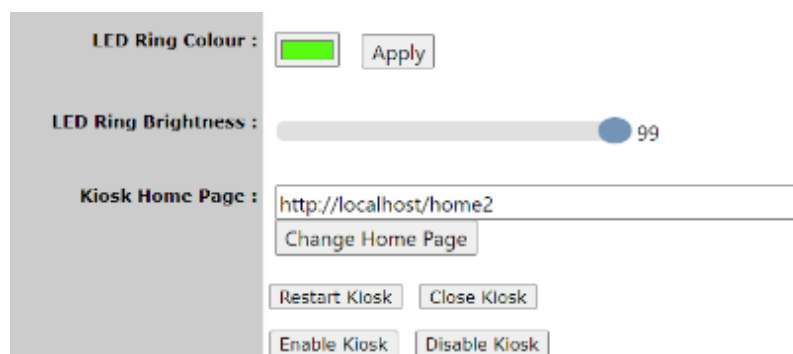 LED Ring Colour :
Apply
LED Ring Brightness :
99
Kiosk Home Page :
http://localhost/home2
Change Home Page
Restart Kiosk Close Kiosk
Enable Kiosk Disable Kiosk